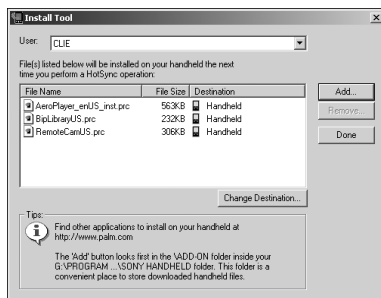 Install Tool
User: CLIE
File(s) listed below will be installed on your handheld the next
time you perform a HotSync operation:
File Name File Size Destination
AeroPlayer_enUS_inst.prc 563KB Handheld
BipLibraryUS.prc 232KB Handheld
RemoteCamUS.prc 306KB Handheld
Add...
Remove...
Done
Change Destination...
Tips:
Find other applications to install on your handheld at
http://www.palm.com
The 'Add' button looks first in the \ADD-ON folder inside your
G:\PROGRAM ...\SONY HANDHELD folder. This folder is a
convenient place to store downloaded handheld files.